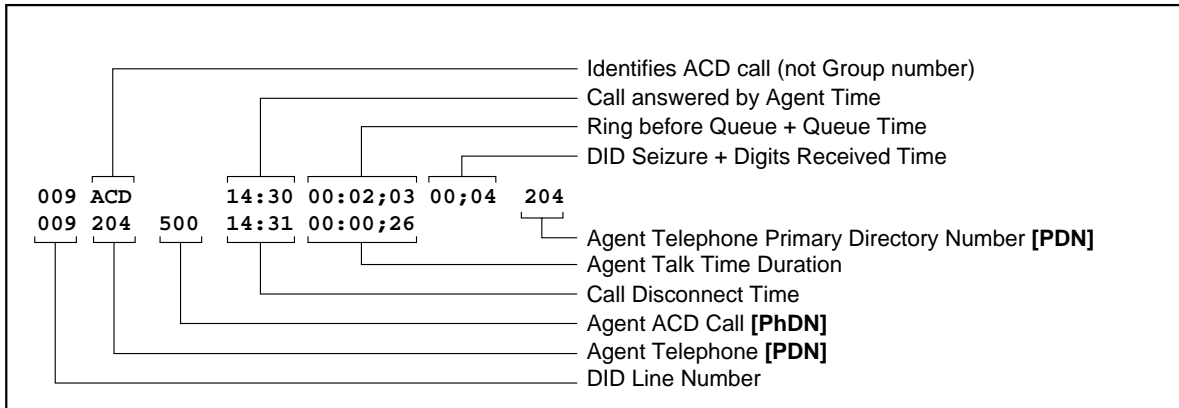 Identifies ACD call (not Group number)
Call answered by Agent Time
Ring before Queue + Queue Time
DID Seizure + Digits Received Time
009 ACD 14:30 00:02;03 00;04 204
009 204 500 14:31 00:00;26
Agent Telephone Primary Directory Number [PDN]
Agent Talk Time Duration
Call Disconnect Time
Agent ACD Call [PhDN]
Agent Telephone [PDN]
DID Line Number